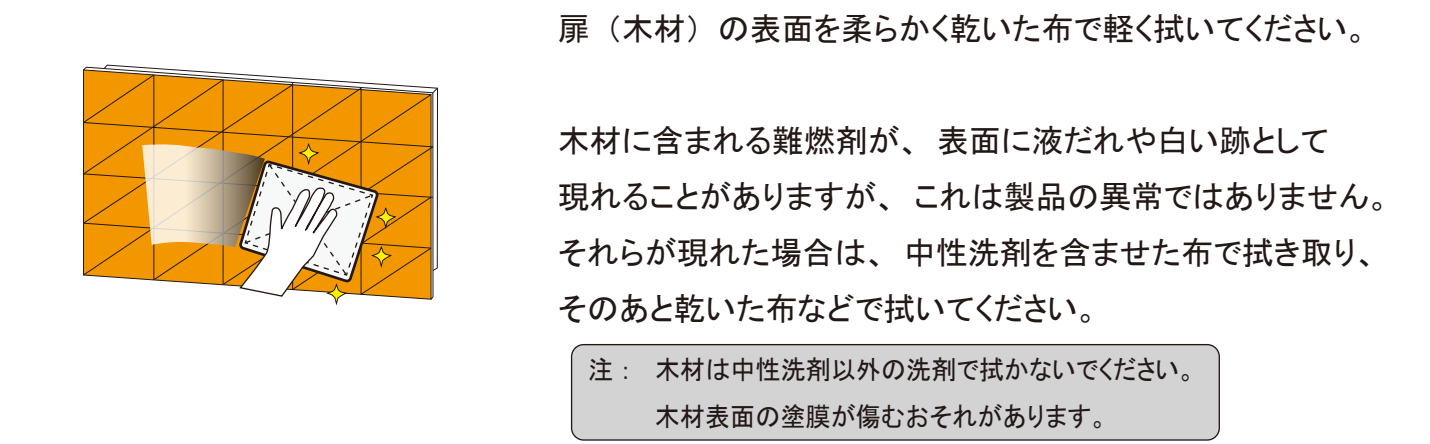 扉（木材）の表面を柔らかく乾いた布で軽く拭いてください。
木材に含まれる難燃剤が、表面に液だれや白い跡として
現れることがありますが、これは製品の異常ではありません。
それらが現れた場合は、中性洗剤を含ませた布で拭き取り、
そのあと乾いた布などで拭いてください。
注： 木材は中性洗剤以外の洗剤で拭かないでください。
木材表面の塗膜が傷むおそれがあります。